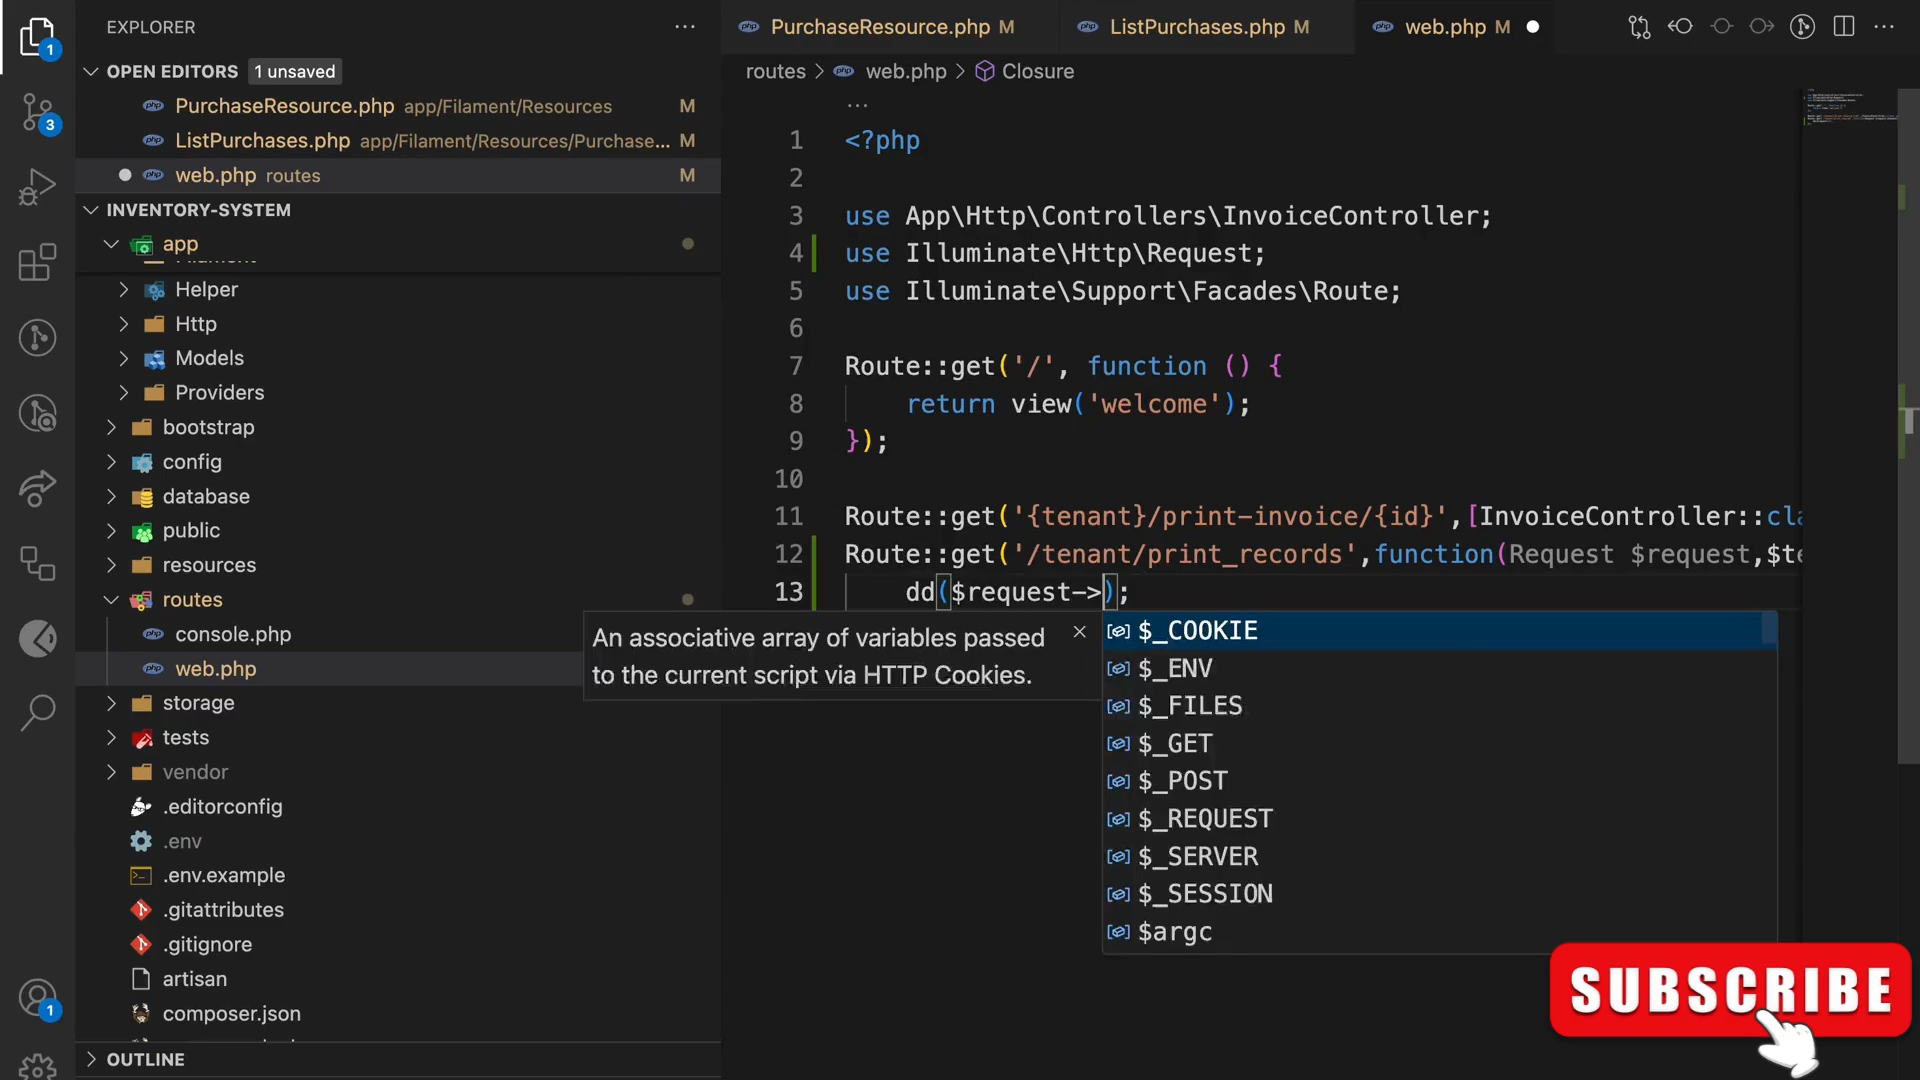 EXPLORER
OPEN EDITORS 1 unsaved
PurchaseResource.php app/Filament/Resources M
ListPurchases.php app/Filament/Resources/Purchase... M
web.php routes M
INVENTORY-SYSTEM
app
Helper
Http
Models
Providers
bootstrap
config
database
public
resources
routes
console.php
web.php
storage
tests
vendor
.editorconfig
.env
.env.example
.gitattributes
.gitignore
artisan
composer.json
OUTLINE
1
3
1
PurchaseResource.php M
ListPurchases.php M
web.php M
routes > web.php > Closure
1 <?php
2
3 use App\Http\Controllers\InvoiceController;
4 use Illuminate\Http\Request;
5 use Illuminate\Support\Facades\Route;
6
7 Route::get('/', function () {
8 return view('welcome');
9 });
10
11 Route::get('{tenant}/print-invoice/{id}',[InvoiceController::cla
12 Route::get('/tenant/print_records',function(Request $request,$te
13 dd($request->);
An associative array of variables passed
to the current script via HTTP Cookies.
$_COOKIE
$_ENV
$_FILES
$_GET
$_POST
$_REQUEST
$_SERVER
$_SESSION
$argc
SUBSCRIBE